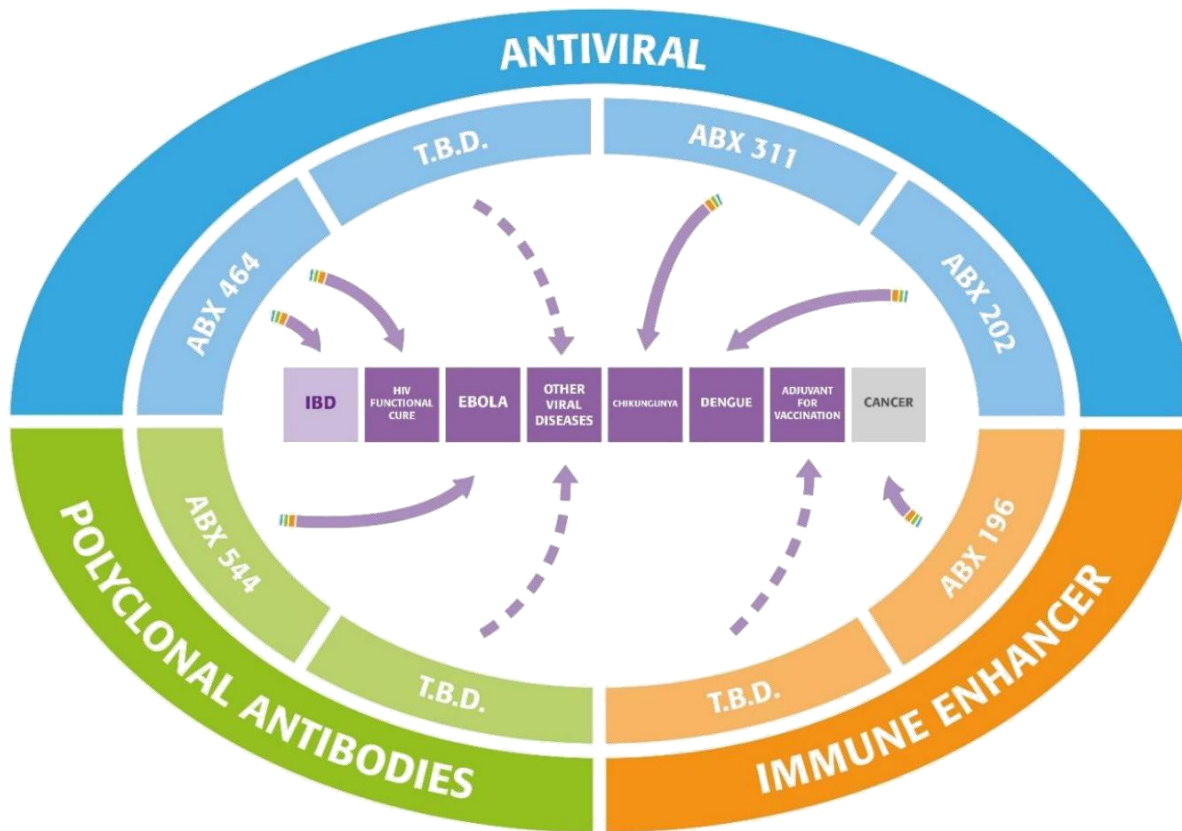 ANTIVIRAL
T.B.D.
ABX 311
ABX 464
ABX 202
IBD
HIV
FUNCTIONAL
CURE
EBOLA
OTHER
VIRAL
DISEASES
CHIKUNGUNYA
DENGUE
ADJUVANT
FOR
VACCINATION
CANCER
ABX 544
ABX 196
T.B.D.
T.B.D.
POLYCLONAL ANTIBODIES
IMMUNE ENHANCER